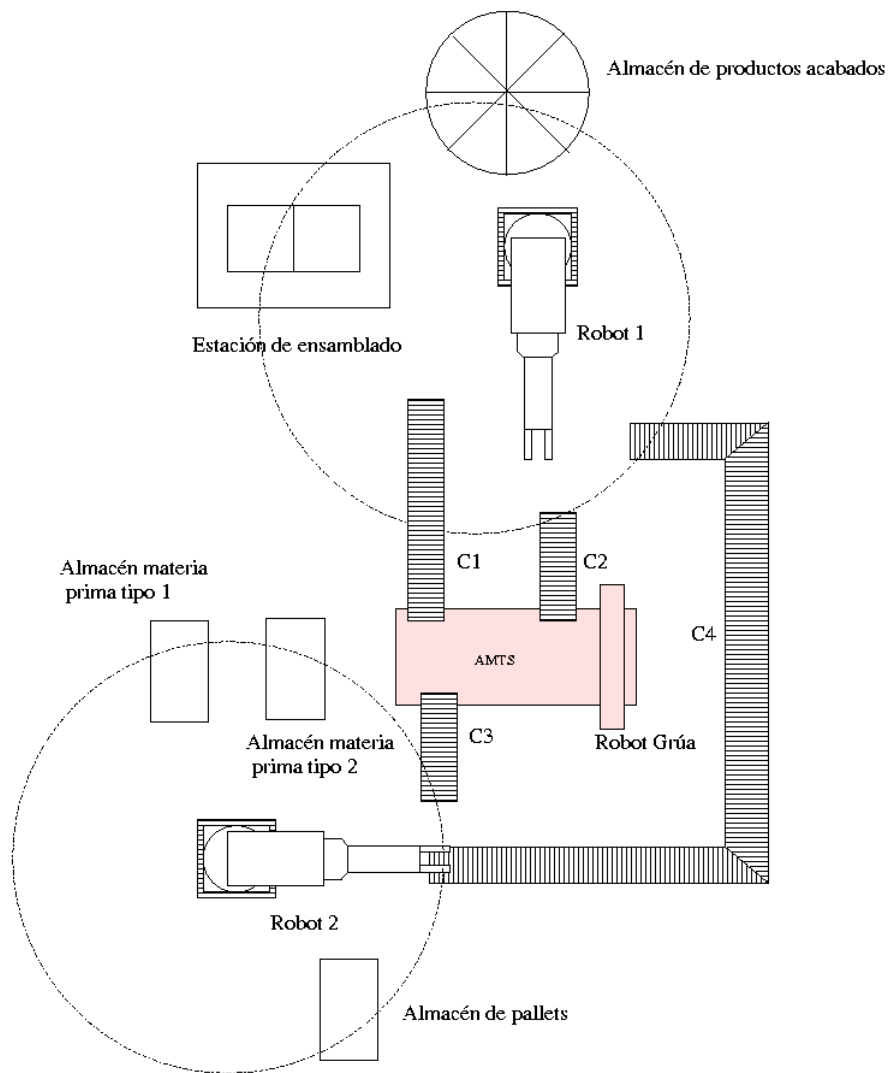 Almacén de productos acabados
Estación de ensamblado
Robot 1
C1
C2
Almacén materia
prima tipo 1
C4
AMTS
Almacén materia
prima tipo 2
C3
Robot Grúa
Robot 2
Almacén de pallets